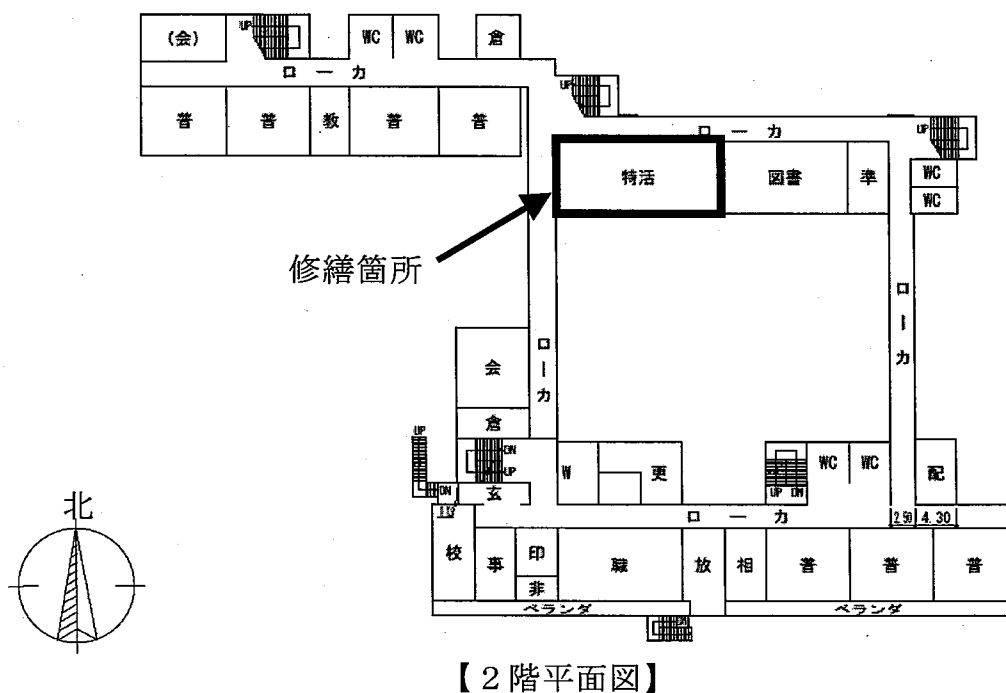 (会)
UP
WC
WC
倉
ローカ
UP
普
普
教
普
普
ローカ
UP
特活
図書
準
WC
WC
修繕箇所
ローカ
ローカ
会
倉
UP
DN
UP
DN
玄
W
更
UP DN
WC
WC
配
ローカ
2.50
4.30
北
校
事
印
非
職
放
相
普
普
普
ベランダ
ベランダ
【2階平面図】